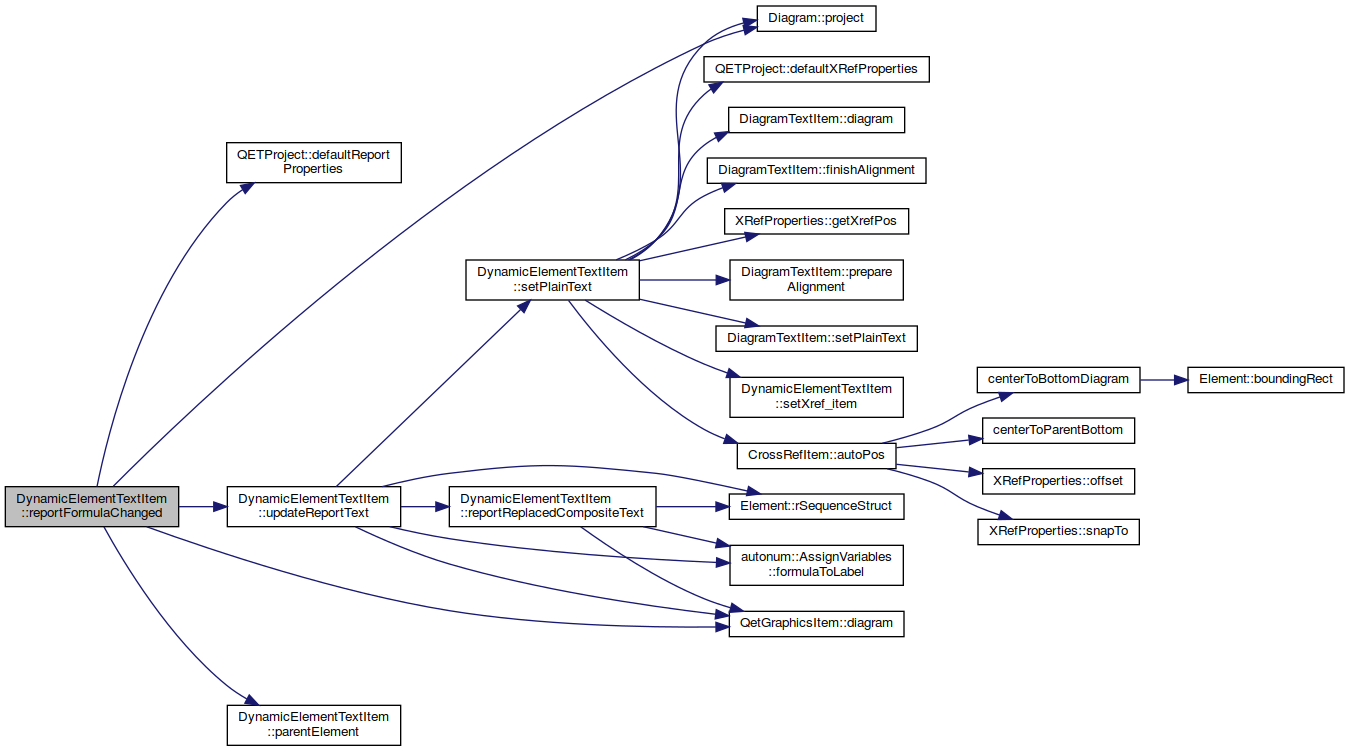 Diagram::project
QETProject::defaultXRefProperties
DiagramTextItem::diagram
QETProject::defaultReport
Properties
DiagramTextItem::finishAlignment
XRefProperties::getXrefPos
DynamicElementTextItem
::setPlainText
DiagramTextItem::prepare
Alignment
DiagramTextItem::setPlainText
DynamicElementTextItem
::setXref_item
centerToBottomDiagram
Element::boundingRect
centerToParentBottom
CrossRefItem::autoPos
XRefProperties::offset
XRefProperties::snapTo
DynamicElementTextItem
::reportFormulaChanged
DynamicElementTextItem
::updateReportText
DynamicElementTextItem
::reportReplacedCompositeText
Element::rSequenceStruct
autonum::AssignVariables
::formulaToLabel
QetGraphicsItem::diagram
DynamicElementTextItem
::parentElement